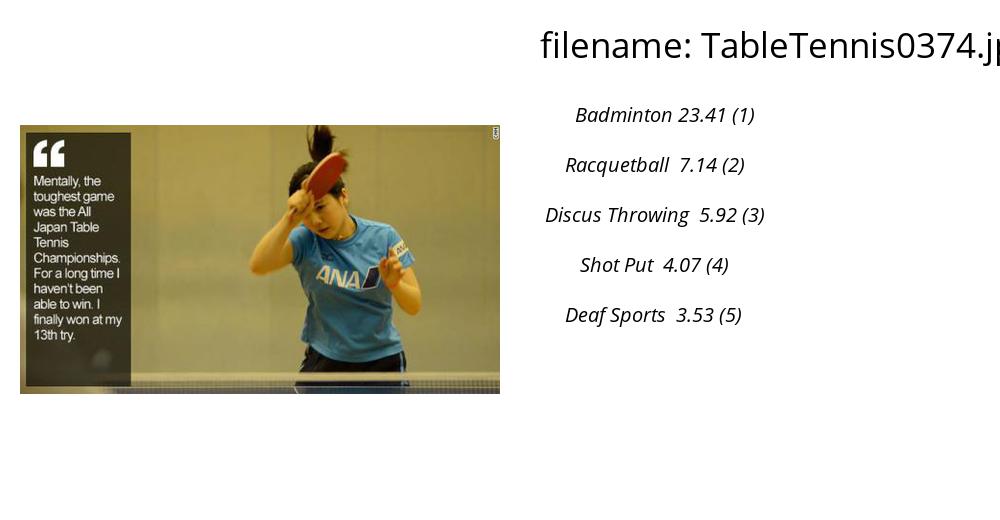 filename: TableTennis0374.jp
Badminton 23.41 (1)
Racquetball 7.14 (2)
Discus Throwing 5.92 (3)
Shot Put 4.07 (4)
Deaf Sports 3.53 (5)
CNN
Mentally, the
toughest game
was the All
Japan Table
Tennis
Championships.
For a long time I
haven't been
able to win. I
finally won at my
13th try.
ANA